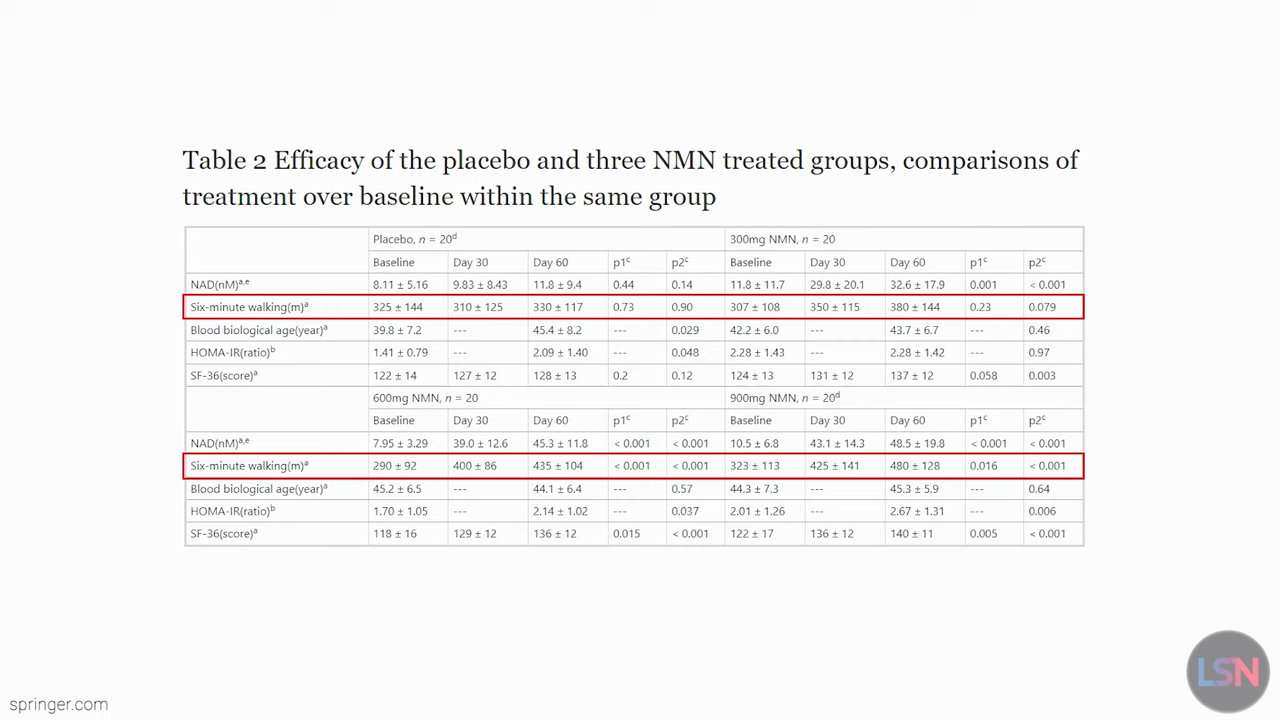 Table 2 Efficacy of the placebo and three NMN treated groups, comparisons of
treatment over baseline within the same group
Placebo, n = 20d 300mg NMN, n = 20
Baseline Day 30 Day 60 p1c p2c Baseline Day 30 Day 60 p1c p2c
NAD(nM)a,e 8.11 ± 5.16 9.83 ± 8.43 11.8 ± 9.4 0.44 0.14 11.8 ± 11.7 29.8 ± 20.1 32.6 ± 17.9 0.001 < 0.001
Six-minute walking(m)a 325 ± 144 310 ± 125 330 ± 117 0.73 0.90 307 ± 108 350 ± 115 380 ± 144 0.23 0.079
Blood biological age(year)a 39.8 ± 7.2 --- 45.4 ± 8.2 --- 0.029 42.2 ± 6.0 --- 43.7 ± 6.7 --- 0.46
HOMA-IR(ratio)b 1.41 ± 0.79 --- 2.09 ± 1.40 --- 0.048 2.28 ± 1.43 --- 2.28 ± 1.42 --- 0.97
SF-36(score)a 122 ± 14 127 ± 12 128 ± 13 0.2 0.12 124 ± 13 131 ± 12 137 ± 12 0.058 0.003
600mg NMN, n = 20 900mg NMN, n = 20d
Baseline Day 30 Day 60 p1c p2c Baseline Day 30 Day 60 p1c p2c
NAD(nM)a,e 7.95 ± 3.29 39.0 ± 12.6 45.3 ± 11.8 < 0.001 < 0.001 10.5 ± 6.8 43.1 ± 14.3 48.5 ± 19.8 < 0.001 < 0.001
Six-minute walking(m)a 290 ± 92 400 ± 86 435 ± 104 < 0.001 < 0.001 323 ± 113 425 ± 141 480 ± 128 0.016 < 0.001
Blood biological age(year)a 45.2 ± 6.5 --- 44.1 ± 6.4 --- 0.57 44.3 ± 7.3 --- 45.3 ± 5.9 --- 0.64
HOMA-IR(ratio)b 1.70 ± 1.05 --- 2.14 ± 1.02 --- 0.037 2.01 ± 1.26 --- 2.67 ± 1.31 --- 0.006
SF-36(score)a 118 ± 16 129 ± 12 136 ± 12 0.015 < 0.001 122 ± 17 136 ± 12 140 ± 11 0.005 < 0.001
LSN
springer.com